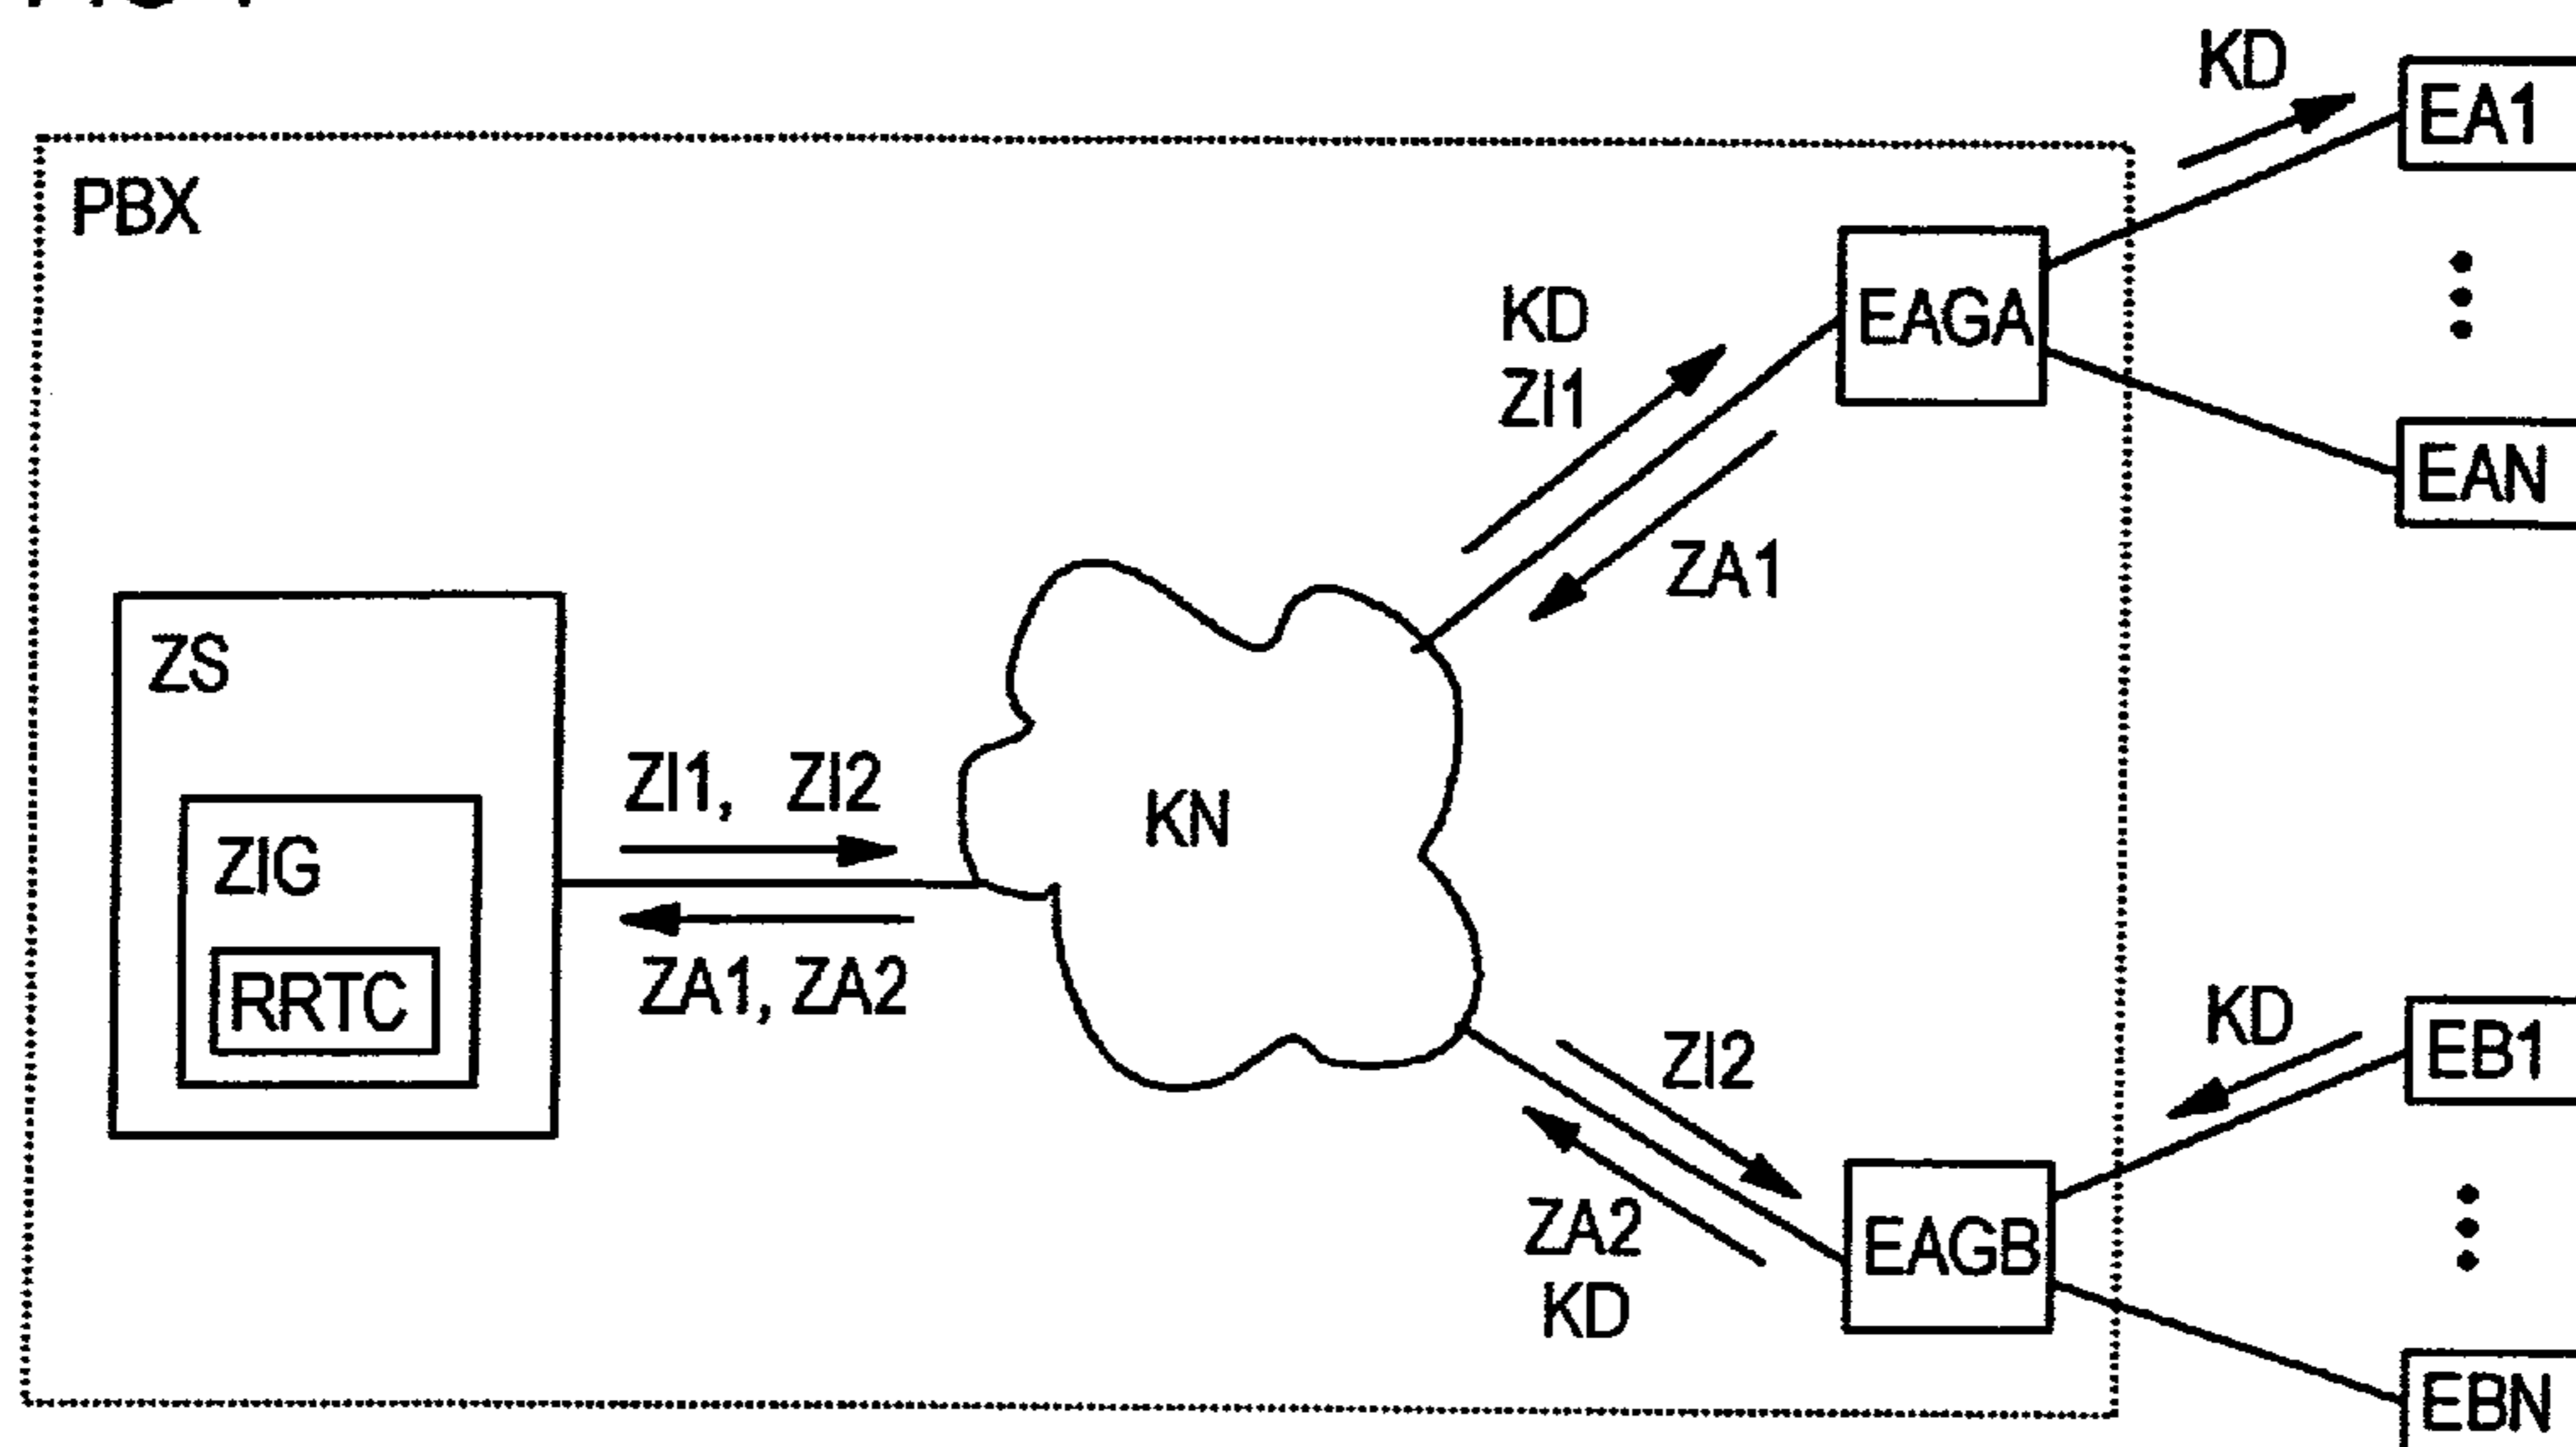 KD
EA1
PBX
EAGA
KD
ZI1
EAN
ZA1
ZS
ZI1, ZI2
KN
ZIG
RRTC
ZA1, ZA2
KD
EB1
ZI2
ZA2
KD
EAGB
EBN